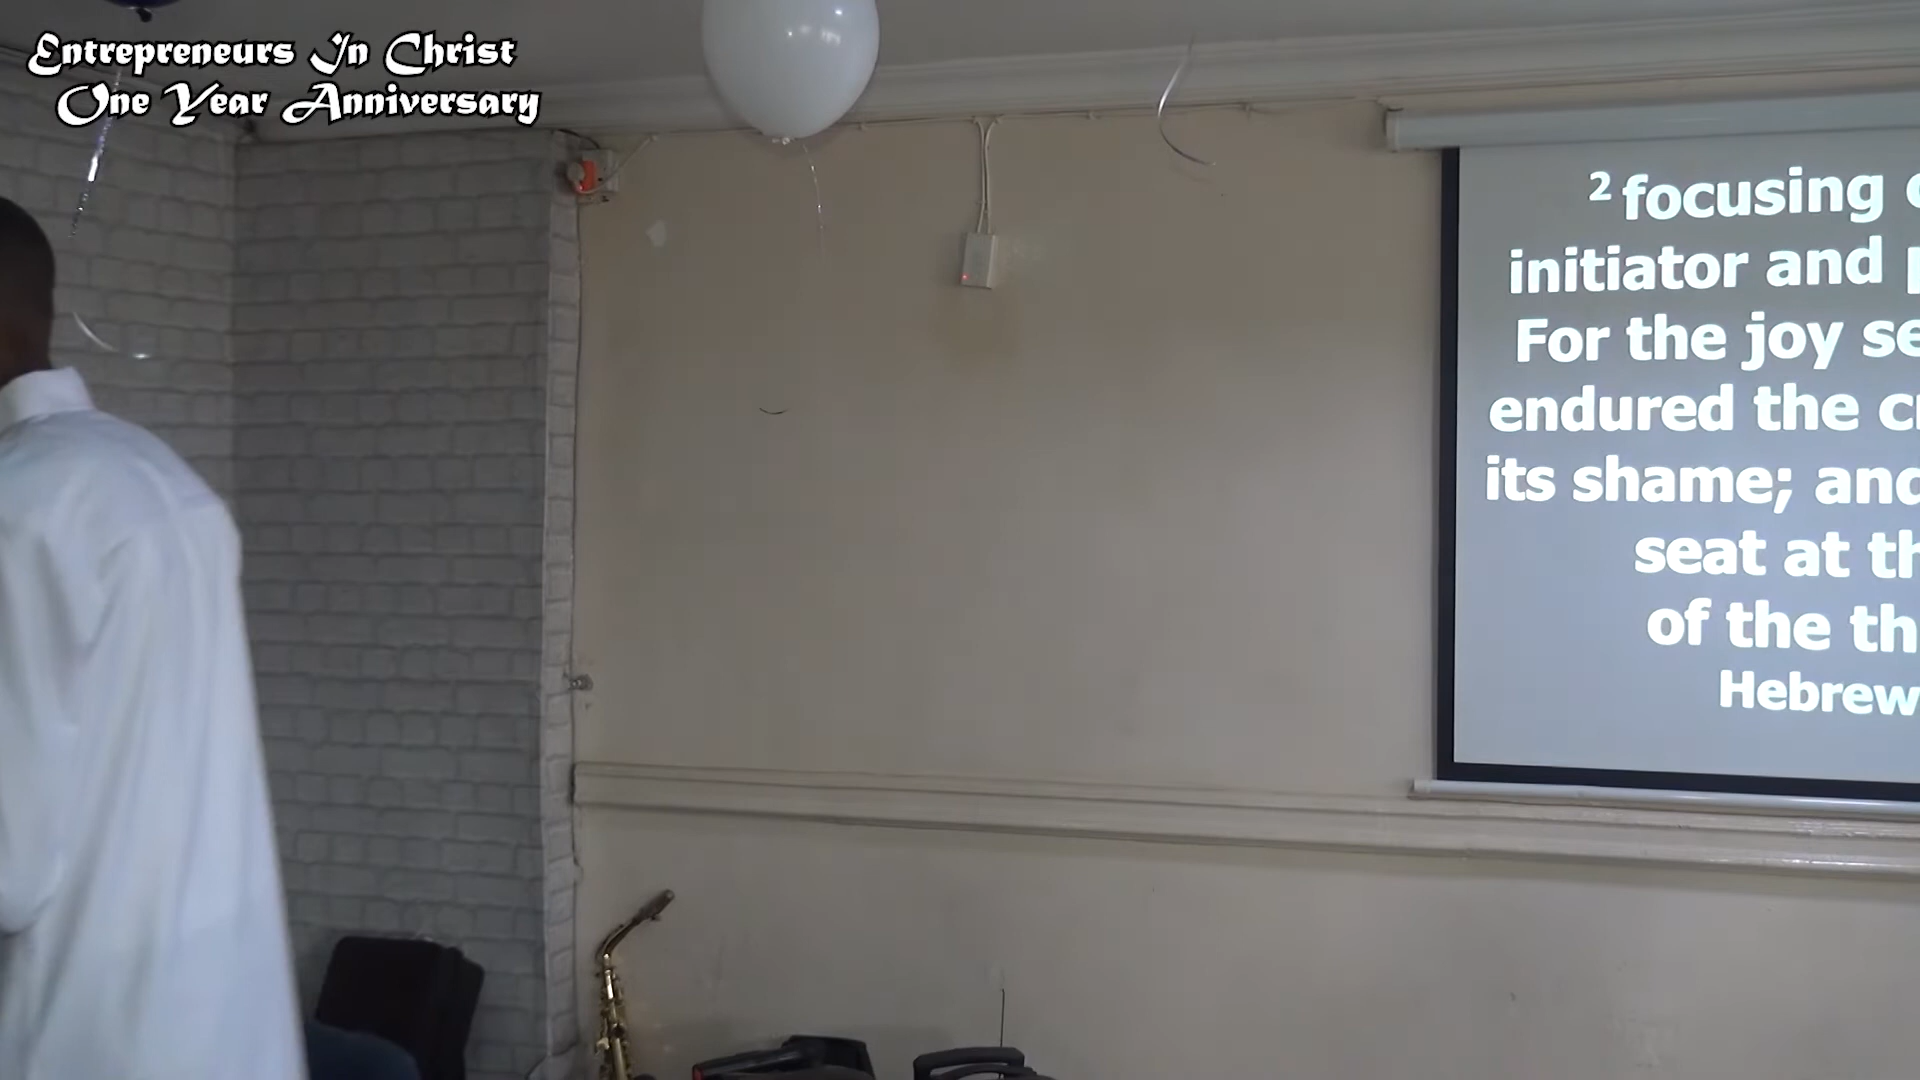 Entrepreneurs In Christ
One Year Anniversary
2 focusing
initiator and
For the joy
endured the
its shame; and
seat at
of the